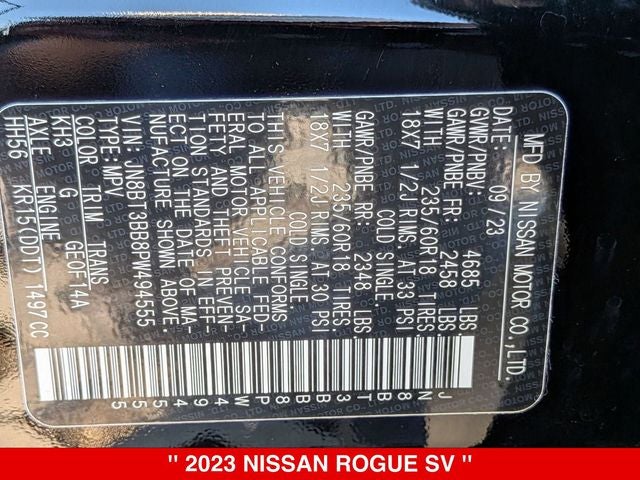 MFD BY NISSAN MOTOR CO.,LTD.
09 /23
GVWR/PNBV: 4685 LBS.
GAWR/PNBE FR: 2458 LBS.
WITH 235/60R18 TIRES,
18X7 1/2J RIMS, AT 33 PSI
COLD SINGLE
GAWR/PNBE RR: 2348 LBS.
WITH 235/60R18 TIRES,
18X7 1/2J RIMS, AT 30 PSI
COLD SINGLE
THIS VEHICLE CONFORMS
TO ALL APPLICABLE FED-
ERAL MOTOR VEHICLE SA-
FETY AND THEFT PREVEN-
TION STANDARDS IN EFF-
ECT ON THE DATE OF MA-
NUFACTURE SHOWN ABOVE
VIN: JN8BT3BB8PW494555
TYPE:MPV
COLOR TRIM TRANS
KH3 G GE0F14A
AXLE ENGINE
HH56 KR15(DDT) 1497CC
JN8BT3BB8PW494555
" 2023 NISSAN ROGUE SV "